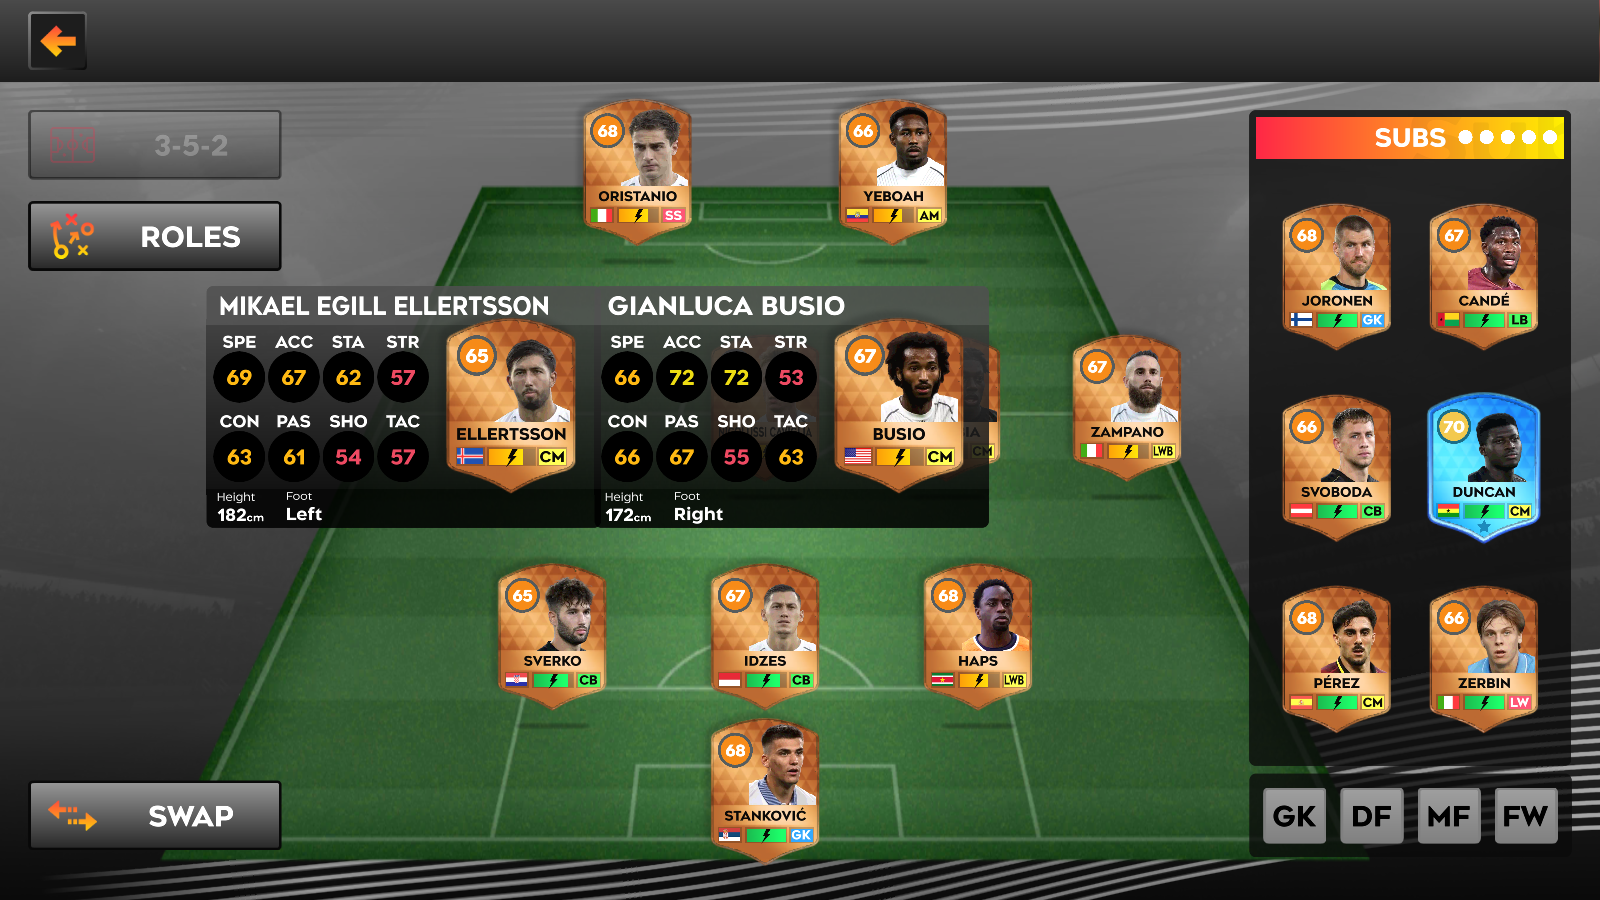 3-5-2
ROLES
68
ORISTANIO
SS
66
YEBOAH
AM
MIKAEL EGILL ELLERTSSON
SPE ACC STA STR
69 67 62 57
CON PAS SHO TAC
63 61 54 57
Height Foot
182cm Left
65
ELLERTSSON
CM
GIANLUCA BUSIO
SPE ACC STA STR
66 72 72 53
CON PAS SHO TAC
66 67 55 63
Height Foot
172cm Right
67
BUSIO
CM
CM
67
ZAMPANO
LWB
65
SVERKO
CB
67
IDZES
CB
68
HAPS
LWB
68
STANKOVIĆ
GK
SWAP
SUBS
68
JORONEN
GK
67
CANDÉ
LB
66
SVOBODA
CB
70
DUNCAN
CM
68
PÉREZ
CM
66
ZERBIN
LW
GK DF MF FW